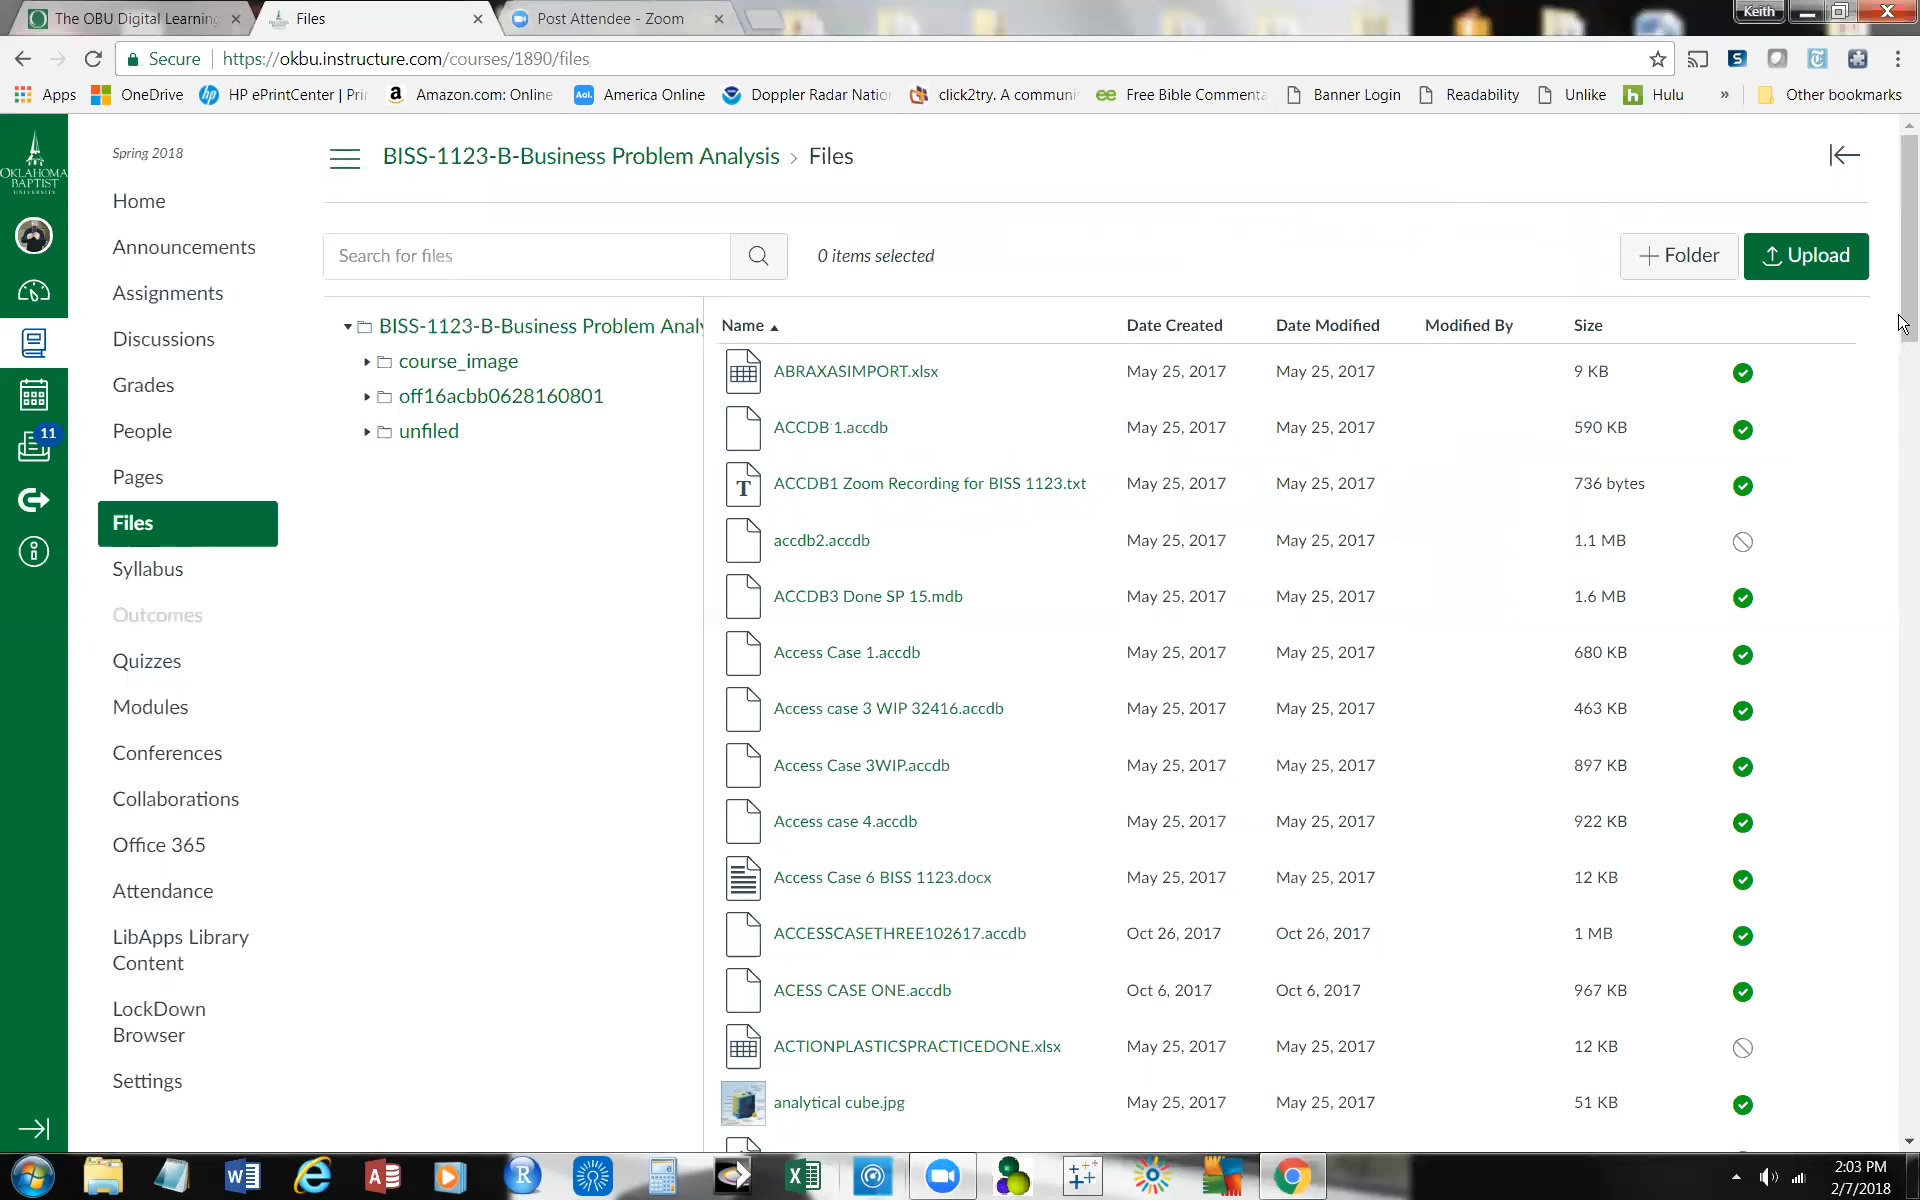 The OBU Digital Learning
Files
Post Attendee - Zoom
Keith
Secure
https://okbu.instructure.com/courses/1890/files
Apps
OneDrive
HP ePrintCenter | Pri
Amazon.com: Online
America Online
Doppler Radar Natio
click2try. A communi
Free Bible Commenta
Banner Login
Readability
Unlike
Hulu
»
Other bookmarks
OKLAHOMA
BAPTIST
UNIVERSITY
11
Spring 2018
Home
Announcements
Assignments
Discussions
Grades
People
Pages
Files
Syllabus
Outcomes
Quizzes
Modules
Conferences
Collaborations
Office 365
Attendance
LibApps Library
Content
LockDown
Browser
Settings
BISS-1123-B-Business Problem Analysis › Files
Search for files
0 items selected
+ Folder
Upload
BISS-1123-B-Business Problem Analy
course_image
off16acbb0628160801
unfiled
Name Date Created Date Modified Modified By Size
ABRAXASIMPORT.xlsx May 25, 2017 May 25, 2017 9 KB
ACCDB 1.accdb May 25, 2017 May 25, 2017 590 KB
ACCDB1 Zoom Recording for BISS 1123.txt May 25, 2017 May 25, 2017 736 bytes
accdb2.accdb May 25, 2017 May 25, 2017 1.1 MB
ACCDB3 Done SP 15.mdb May 25, 2017 May 25, 2017 1.6 MB
Access Case 1.accdb May 25, 2017 May 25, 2017 680 KB
Access case 3 WIP 32416.accdb May 25, 2017 May 25, 2017 463 KB
Access Case 3WIP.accdb May 25, 2017 May 25, 2017 897 KB
Access case 4.accdb May 25, 2017 May 25, 2017 922 KB
Access Case 6 BISS 1123.docx May 25, 2017 May 25, 2017 12 KB
ACCESSCASETHREE102617.accdb Oct 26, 2017 Oct 26, 2017 1 MB
ACESS CASE ONE.accdb Oct 6, 2017 Oct 6, 2017 967 KB
ACTIONPLASTICSPRACTICEDONE.xlsx May 25, 2017 May 25, 2017 12 KB
analytical cube.jpg May 25, 2017 May 25, 2017 51 KB
2:03 PM
2/7/2018